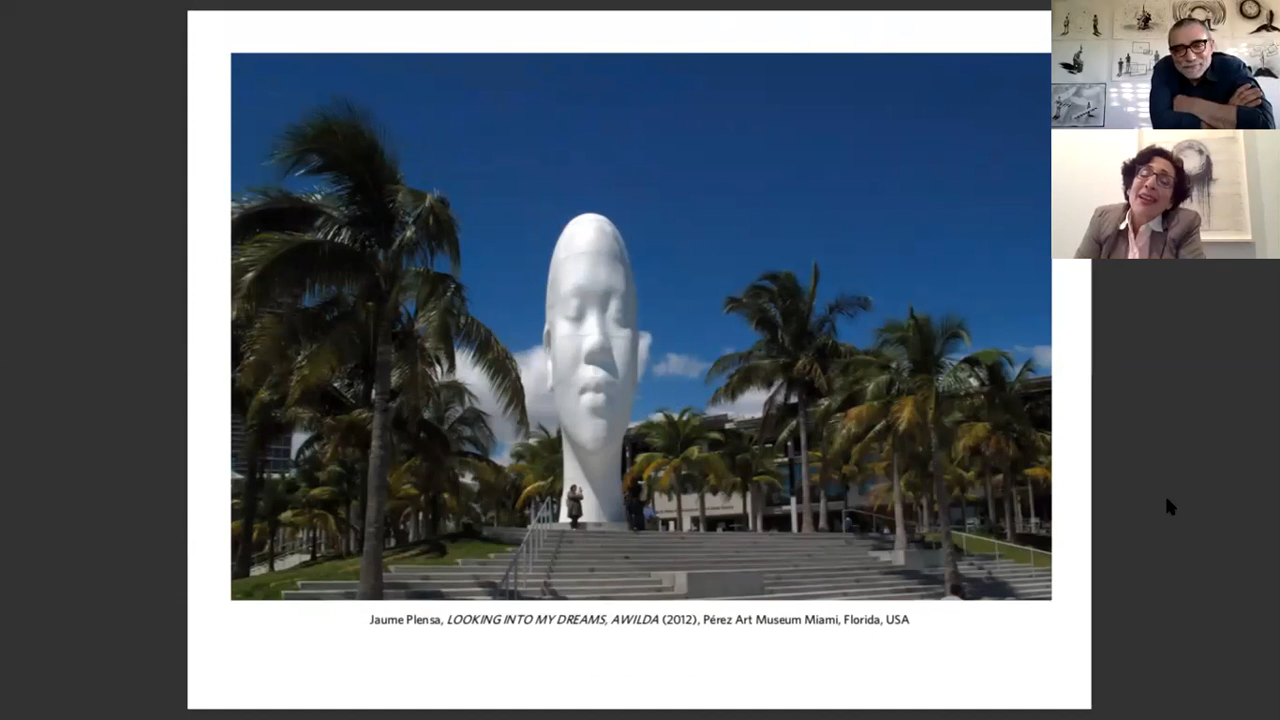 Jaume Plensa, LOOKING INTO MY DREAMS, AWILDA (2012), Pérez Art Museum Miami, Florida, USA